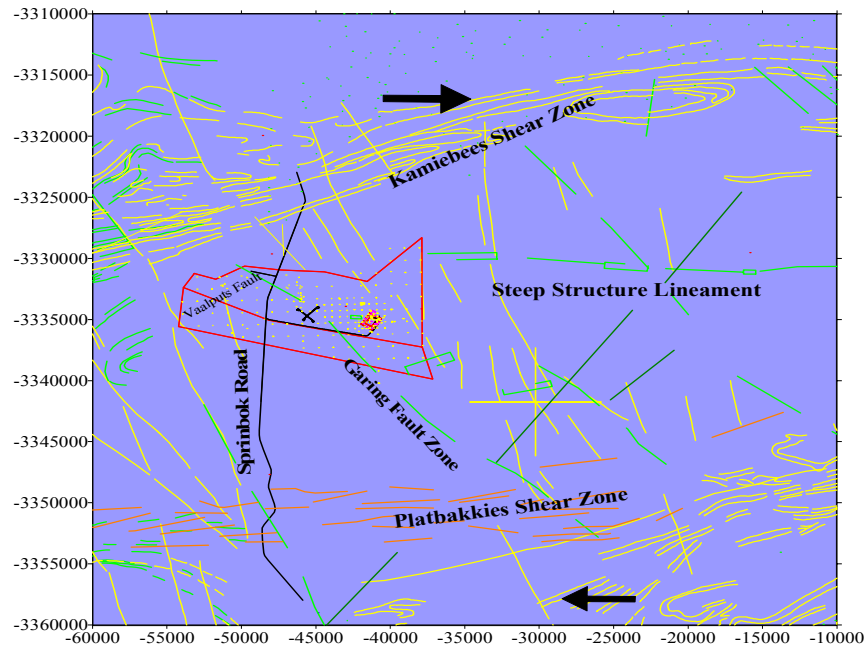 -3310000
-3315000
-3320000
-3325000
-3330000
-3335000
-3340000
-3345000
-3350000
-3355000
-3360000
Kamiebees Shear Zone
Vaalputs Fault
Steep Structure Lineament
Sprinbok Road
Garing Fault Zone
Platbakkies Shear Zone
-60000 -55000 -50000 -45000 -40000 -35000 -30000 -25000 -20000 -15000 -10000